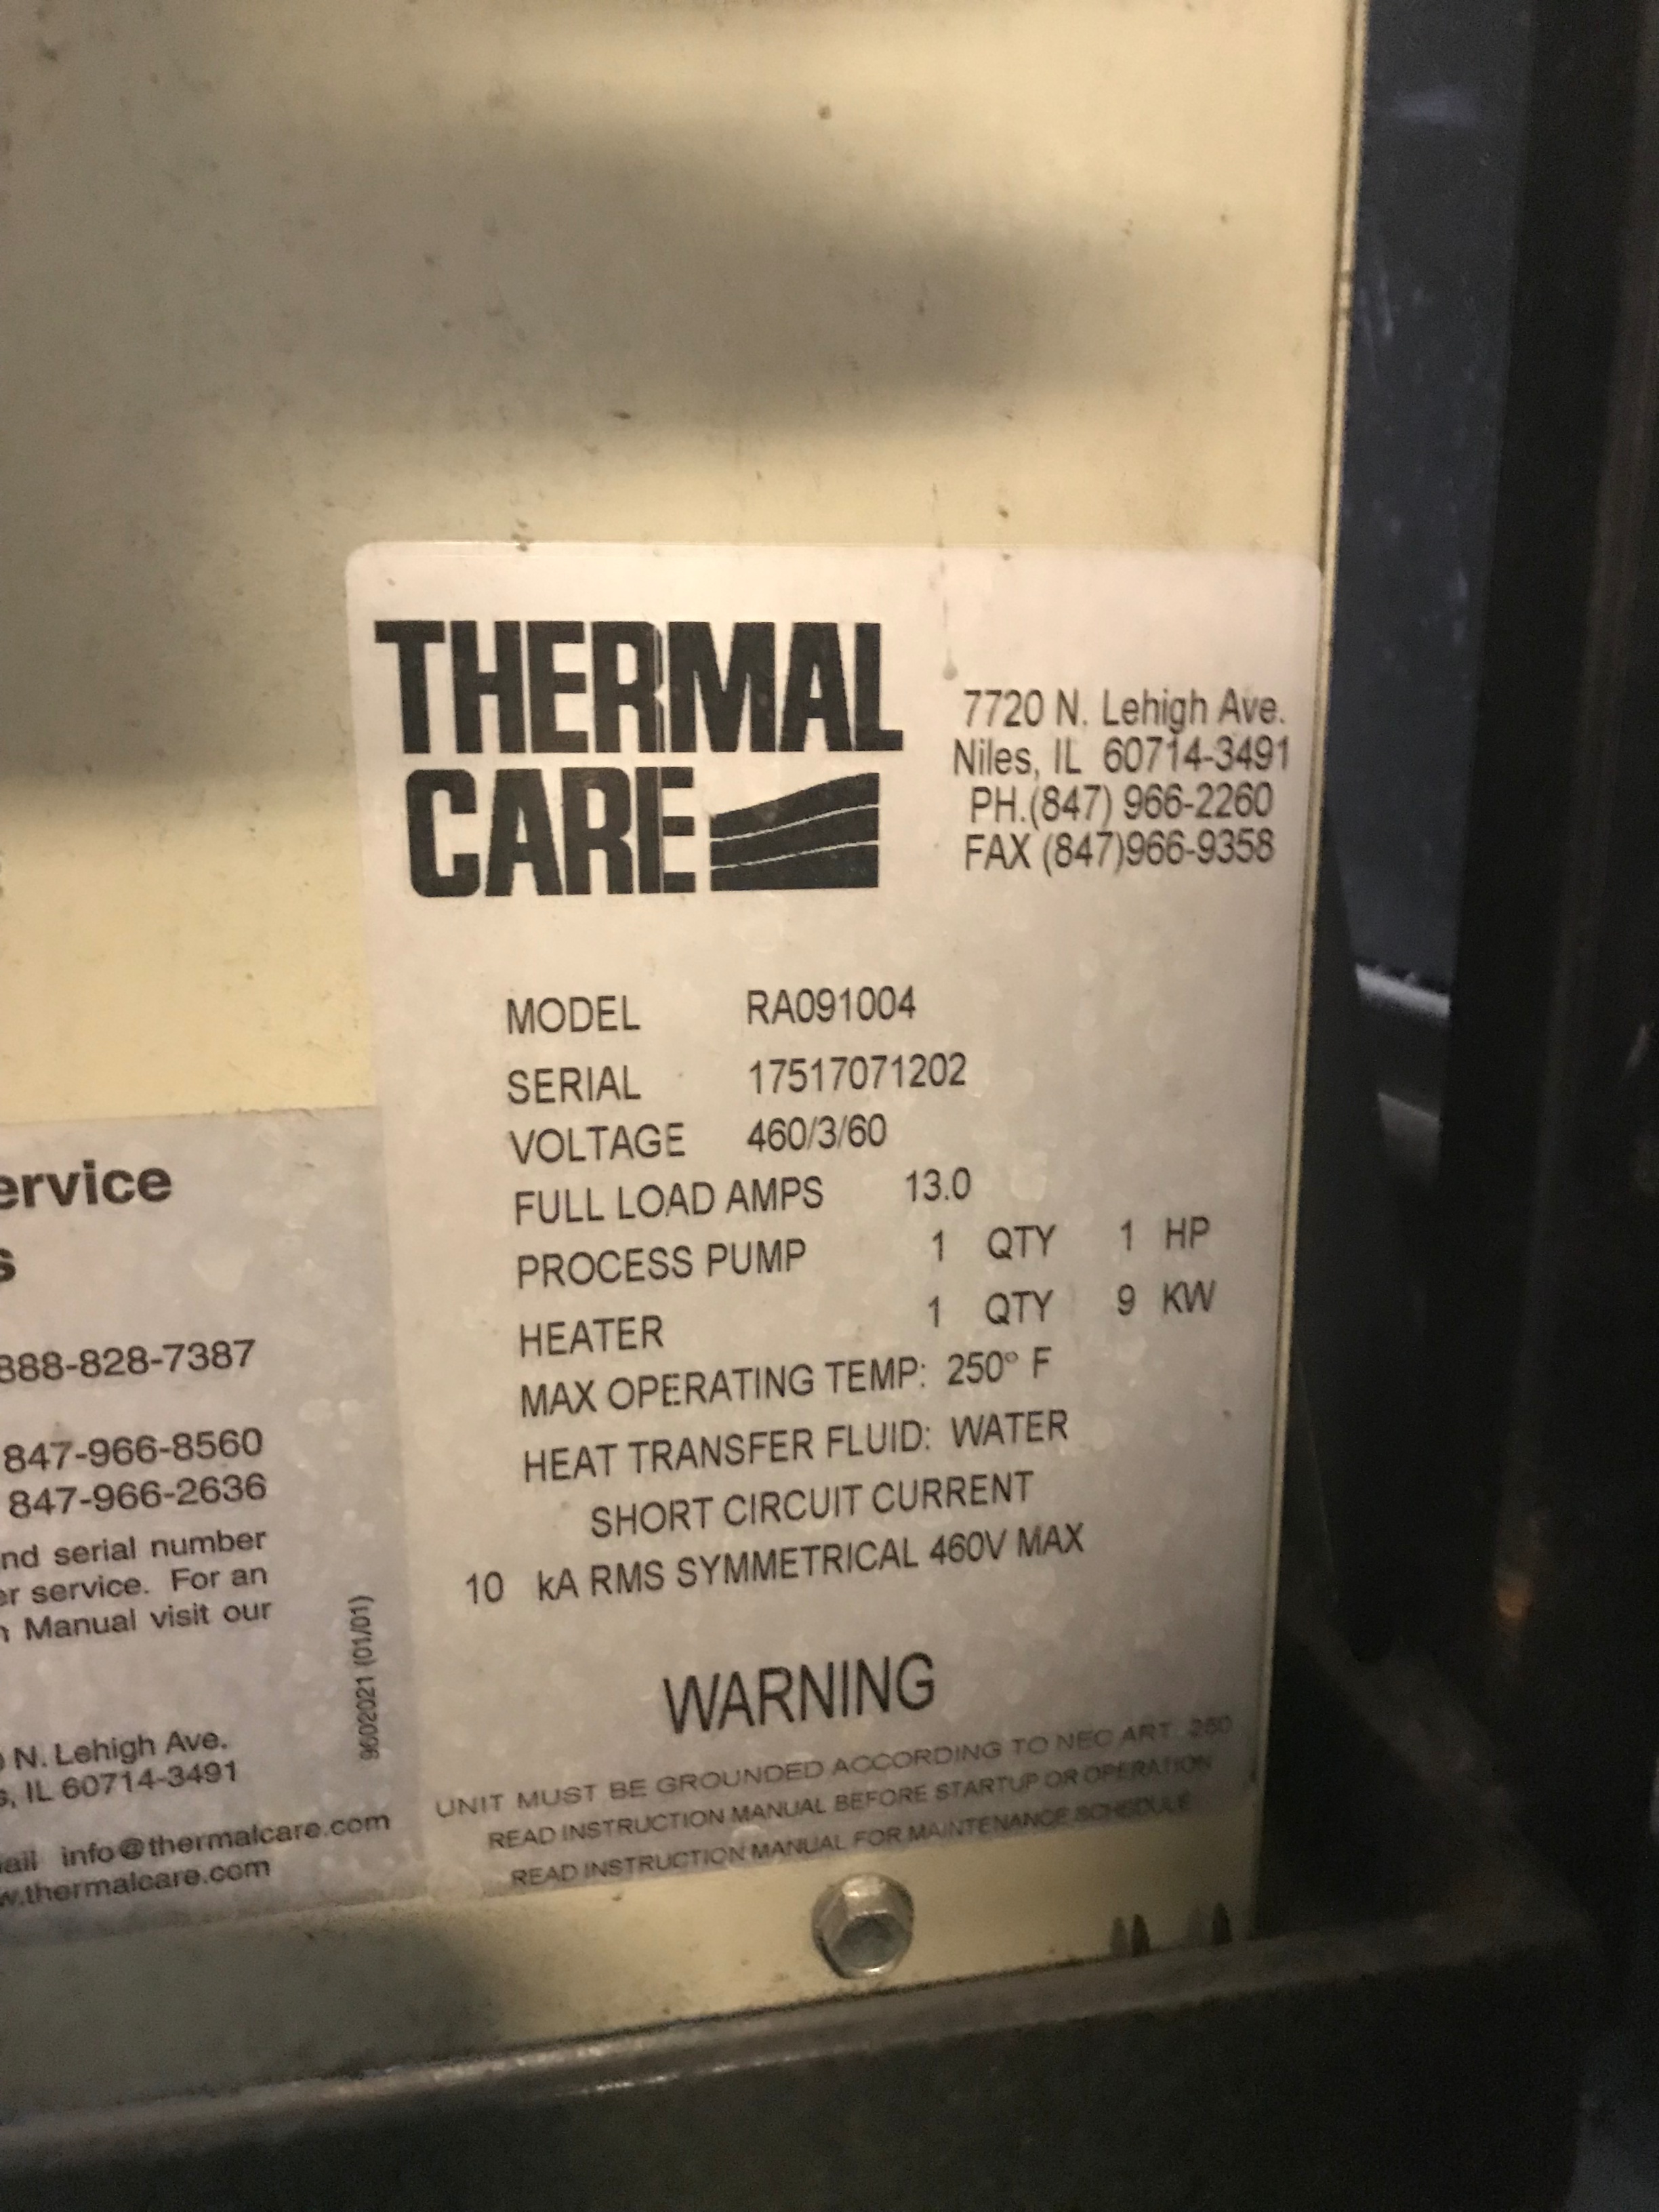 THERMAL
CARE
7720 N. Lehigh Ave.
Niles, IL 60714-3491
PH.(847) 966-2260
FAX (847)966-9358
MODEL RA091004
SERIAL 17517071202
VOLTAGE 460/3/60
FULL LOAD AMPS 13.0
PROCESS PUMP 1 QTY 1 HP
HEATER 1 QTY 9 KW
MAX OPERATING TEMP: 250° F
HEAT TRANSFER FLUID: WATER
SHORT CIRCUIT CURRENT
10 kA RMS SYMMETRICAL 460V MAX
WARNING
UNIT MUST BE GROUNDED ACCORDING TO NEC ART. 250
READ INSTRUCTION MANUAL BEFORE STARTUP OR OPERATION
READ INSTRUCTION MANUAL FOR MAINTENANCE SCHEDULE
ervice
s
888-828-7387
847-966-8560
847-966-2636
nd serial number
er service. For an
n Manual visit our
N. Lehigh Ave.
s, IL 60714-3491
ail info@thermalcare.com
w.thermalcare.com
9602021 (01/01)